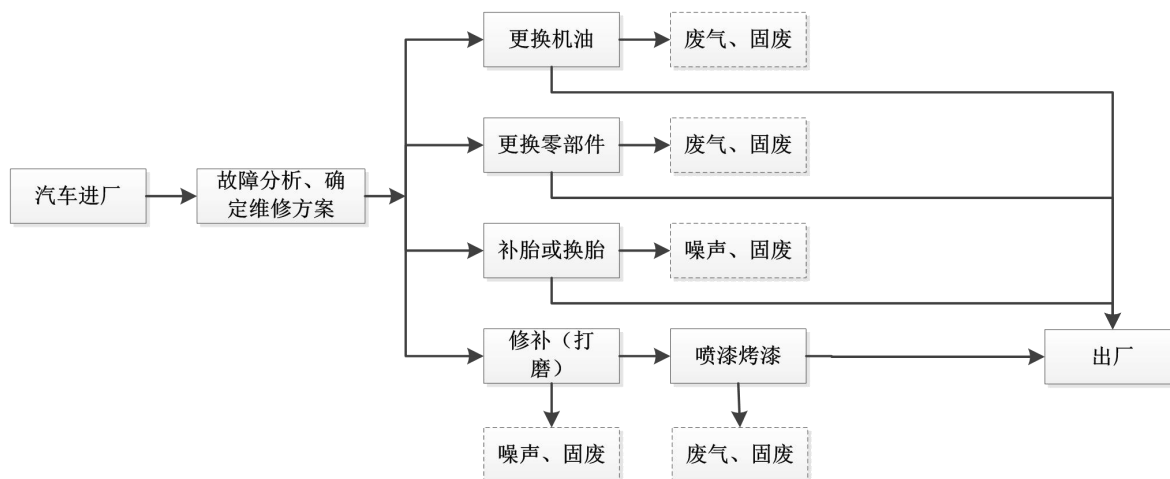 更换机油
废气、固废
更换零部件
废气、固废
汽车进厂
故障分析、确
定维修方案
补胎或换胎
噪声、固废
修补（打
磨）
喷漆烤漆
出厂
噪声、固废
废气、固废